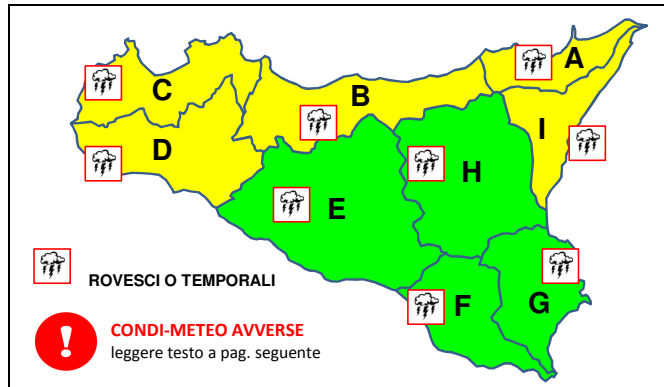 A
C
B
I
D
H
E
ROVESCI O TEMPORALI
F
G
CONDI-METEO AVVERSE
leggere testo a pag. seguente
!